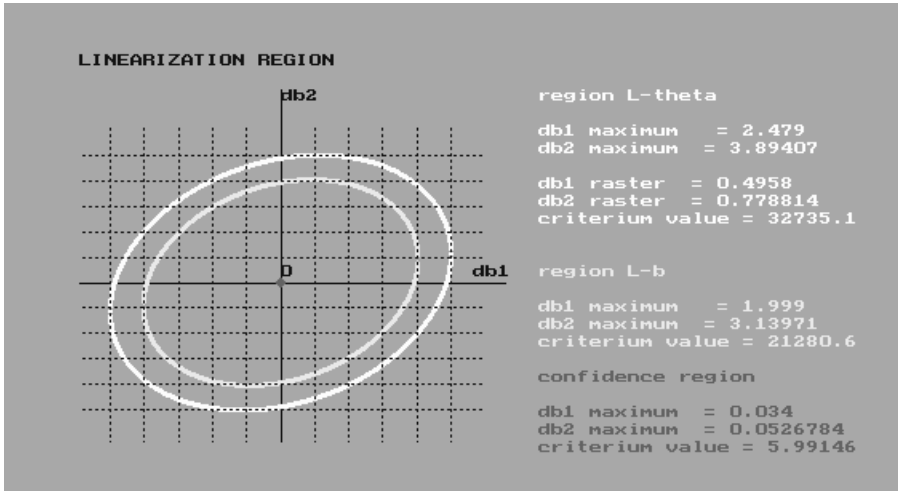 LINEARIZATION REGION
db2
0
db1
region L-theta
db1 maximum = 2.479
db2 maximum = 3.89407
db1 raster = 0.4958
db2 raster = 0.778814
criterium value = 32735.1
region L-b
db1 maximum = 1.999
db2 maximum = 3.13971
criterium value = 21280.6
confidence region
db1 maximum = 0.034
db2 maximum = 0.0526784
criterium value = 5.99146